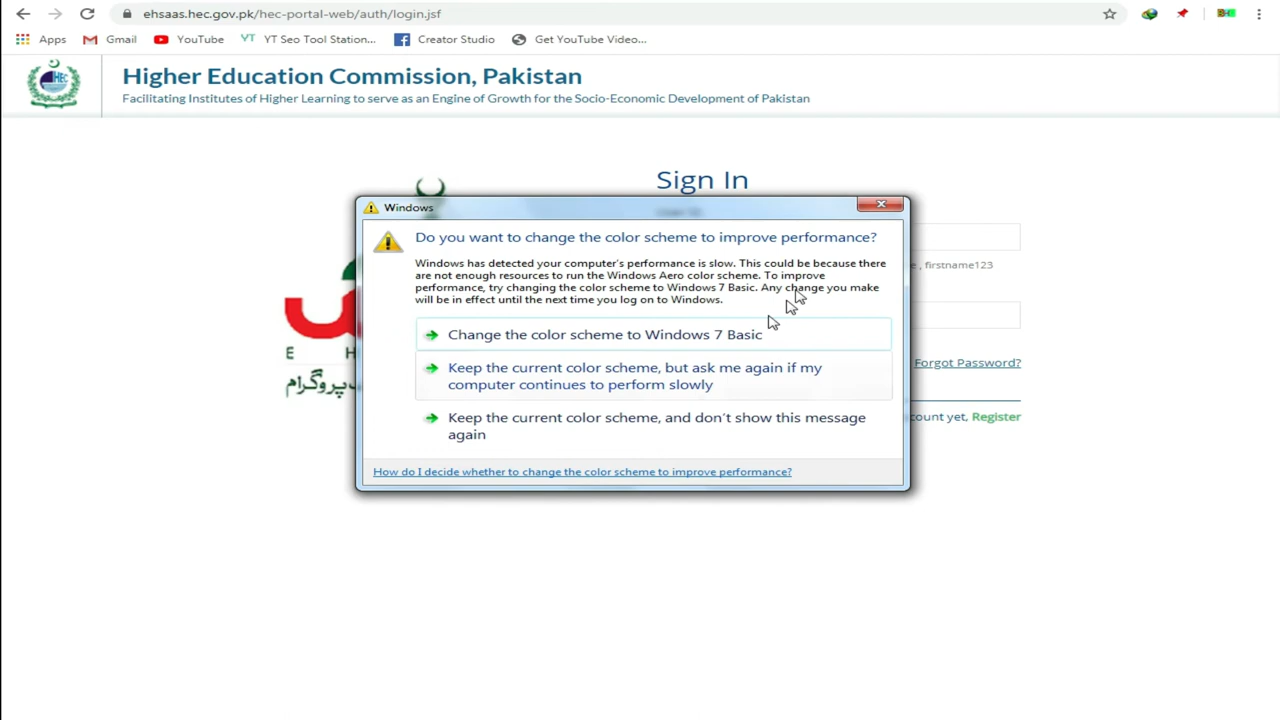 ehsaas.hec.gov.pk/hec-portal-web/auth/login.jsf
Apps Gmail YouTube YT YT Seo Tool Station... Creator Studio Get YouTube Video...
HEC
Higher Education Commission, Pakistan
Facilitating Institutes of Higher Learning to serve as an Engine of Growth for the Socio-Economic Development of Pakistan
Sign In
Windows
Do you want to change the color scheme to improve performance?
Windows has detected your computer's performance is slow. This could be because there
are not enough resources to run the Windows Aero color scheme. To improve
performance, try changing the color scheme to Windows 7 Basic. Any change you make
will be in effect until the next time you log on to Windows.
Change the color scheme to Windows 7 Basic
Keep the current color scheme, but ask me again if my
computer continues to perform slowly
Keep the current color scheme, and don't show this message
again
How do I decide whether to change the color scheme to improve performance?
, firstname123
E H
پروگرام
Forgot Password?
count yet, Register